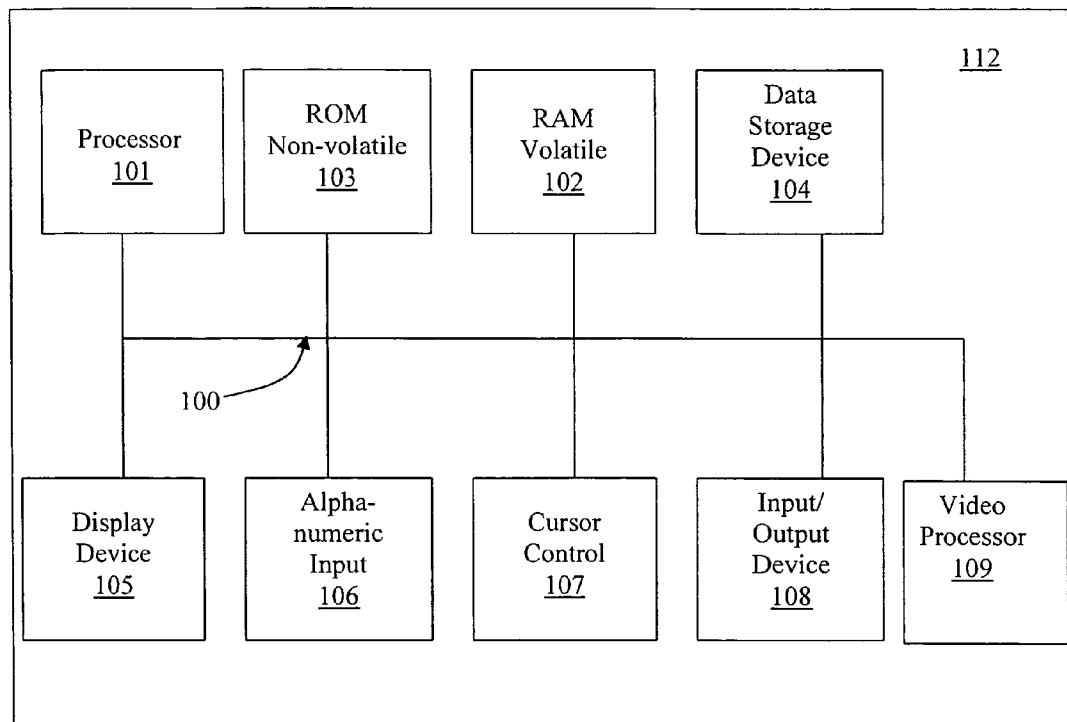 112
Processor
101
ROM
Non-volatile
103
RAM
Volatile
102
Data
Storage
Device
104
100
Display
Device
105
Alpha-
numeric
Input
106
Cursor
Control
107
Input/
Output
Device
108
Video
Processor
109